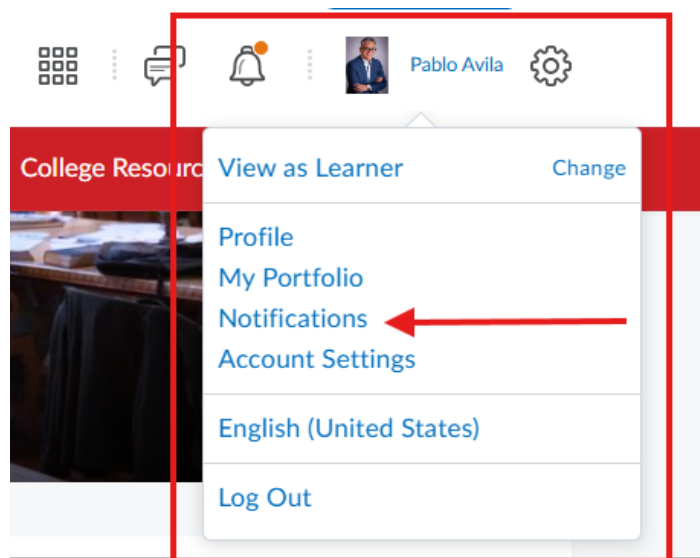 Pablo Avila
College Resourc
View as Learner
Change
Profile
My Portfolio
Notifications
Account Settings
English (United States)
Log Out